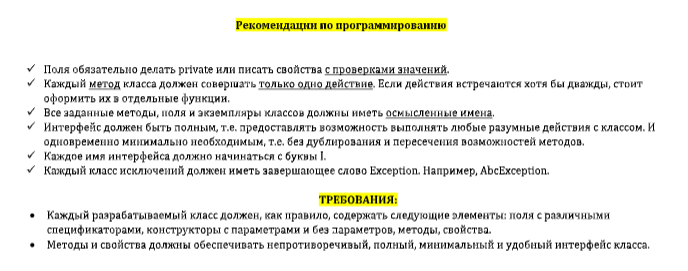 Рекомендации по программированию
✓ Поля обязательно делать private или писать свойства с проверками значений.
✓ Каждый метод класса должен совершать только одно действие. Если действия встречаются хотя бы дважды, стоит
оформить их в отдельные функции.
✓ Все заданные методы, поля и экземпляры классов должны иметь осмысленные имена.
✓ Интерфейс должен быть полным, т.е. предоставлять возможность выполнять любые разумные действия с классом. И
одновременно минимально необходимым, т.е. без дублирования и пересечения возможностей методов.
✓ Каждое имя интерфейса должно начинаться с буквы I.
✓ Каждый класс исключений должен иметь завершающее слово Exception. Например, AbcException.
ТРЕБОВАНИЯ:
• Каждый разрабатываемый класс должен, как правило, содержать следующие элементы: поля с различными
спецификаторами, конструкторы с параметрами и без параметров, методы, свойства.
• Методы и свойства должны обеспечивать непротиворечивый, полный, минимальный и удобный интерфейс класса.